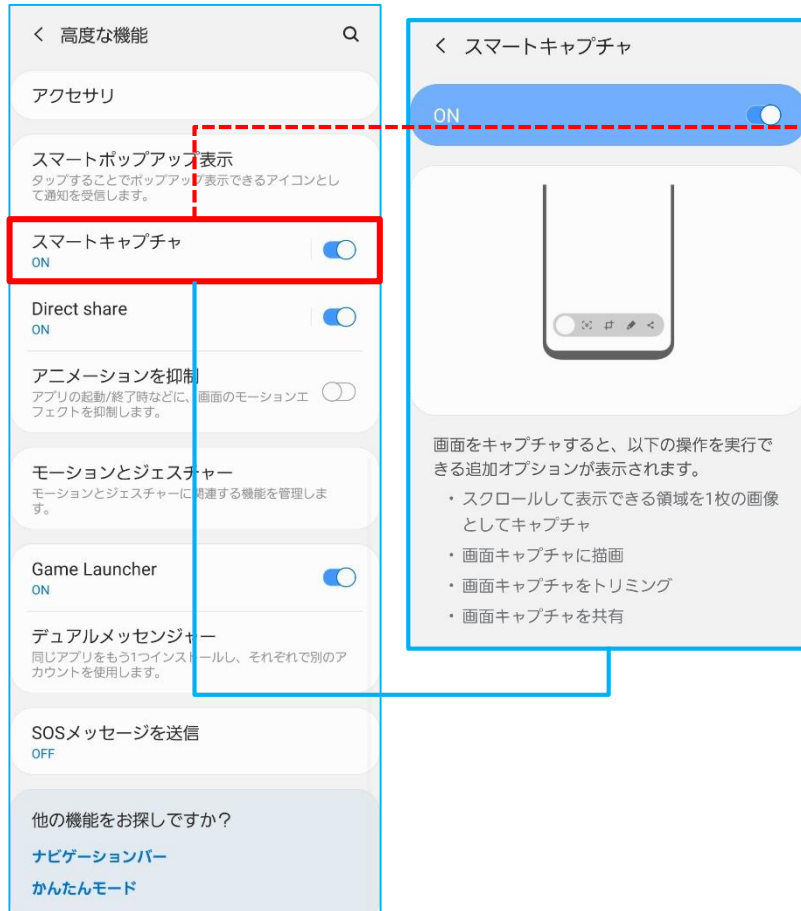 高度な機能
アクセサリ
スマートポップアップ表示
タップすることでポップアップ表示できるアイコンとし
て通知を受信します。
スマートキャプチャ
ON
Direct share
ON
アニメーションを抑制
アプリの起動/終了時などに、画面のモーションエ
フェクトを抑制します。
モーションとジェスチャー
モーションとジェスチャーに関連する機能を管理しま
す。
Game Launcher
ON
デュアルメッセンジャー
同じアプリをもう1つインストールし、それぞれで別のア
カウントを使用します。
SOSメッセージを送信
OFF
他の機能をお探しですか？
ナビゲーションバー
かんたんモード
スマートキャプチャ
ON
画面をキャプチャすると、以下の操作を実行で
きる追加オプションが表示されます。
・スクロールして表示できる領域を1枚の画像
としてキャプチャ
・画面キャプチャに描画
・画面キャプチャをトリミング
・画面キャプチャを共有